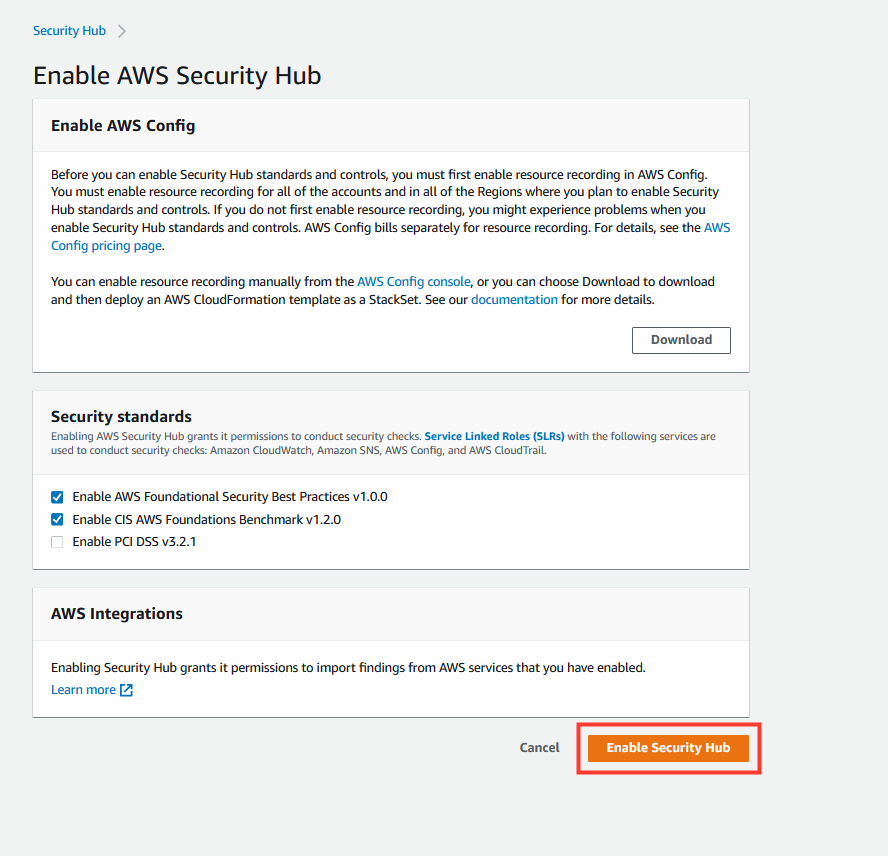 Security Hub
Enable AWS Security Hub
Enable AWS Config
Before you can enable Security Hub standards and controls, you must first enable resource recording in AWS Config.
You must enable resource recording for all of the accounts and in all of the Regions where you plan to enable Security
Hub standards and controls. If you do not first enable resource recording, you might experience problems when you
enable Security Hub standards and controls. AWS Config bills separately for resource recording. For details, see the AWS
Config pricing page.
You can enable resource recording manually from the AWS Config console, or you can choose Download to download
and then deploy an AWS CloudFormation template as a StackSet. See our documentation for more details.
Download
Security standards
Enabling AWS Security Hub grants it permissions to conduct security checks. Service Linked Roles (SLRs) with the following services are
used to conduct security checks: Amazon CloudWatch, Amazon SNS, AWS Config, and AWS CloudTrail.
Enable AWS Foundational Security Best Practices v1.0.0
Enable CIS AWS Foundations Benchmark v1.2.0
Enable PCI DSS v3.2.1
AWS Integrations
Enabling Security Hub grants it permissions to import findings from AWS services that you have enabled.
Learn more
Cancel Enable Security Hub